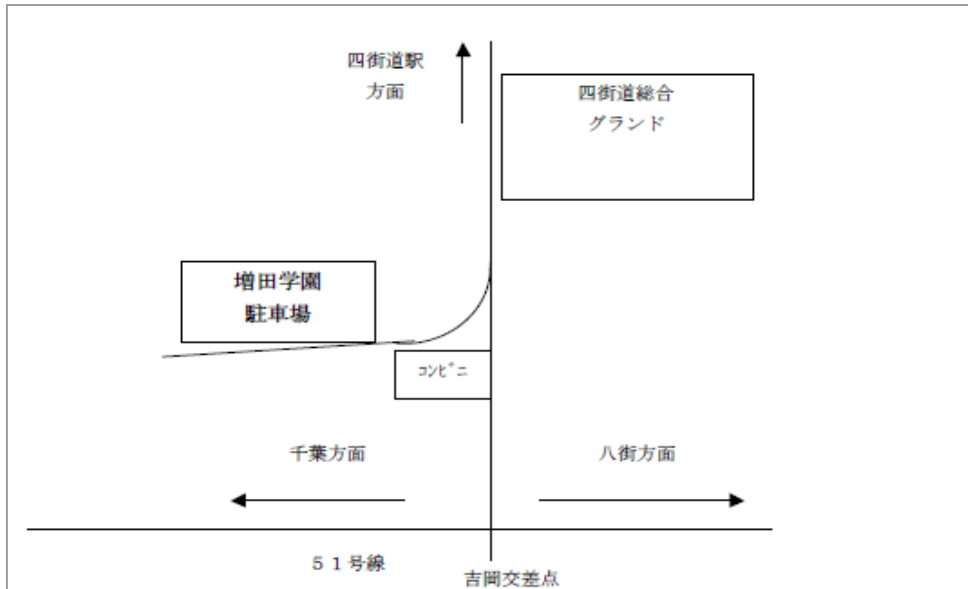 四街道駅
方面
四街道総合
グランド
増田学園
駐車場
ｺﾝﾋﾞﾆ
千葉方面
八街方面
５１号線
吉岡交差点